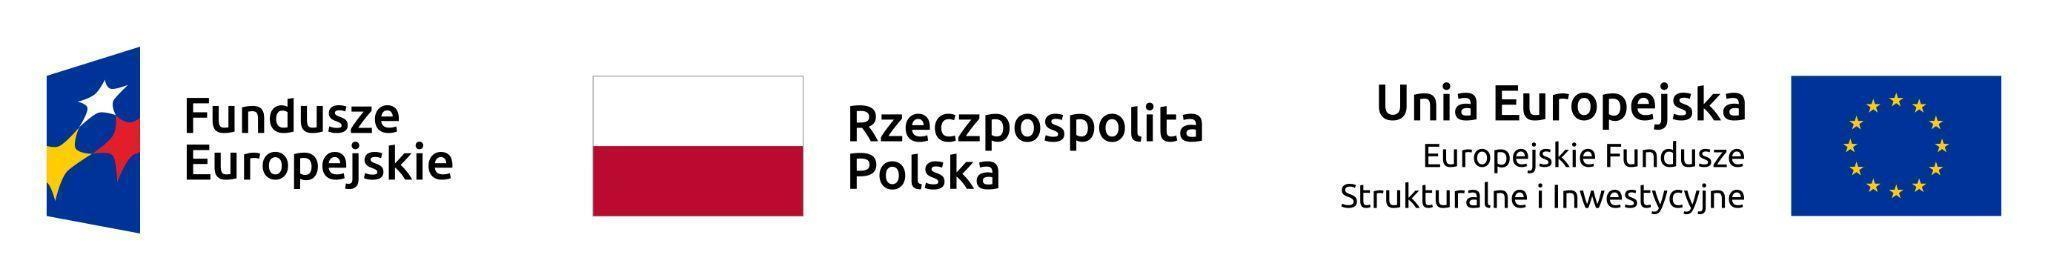 Fundusze
Europejskie
Rzeczpospolita
Polska
Unia Europejska
Europejskie Fundusze
Strukturalne i Inwestycyjne